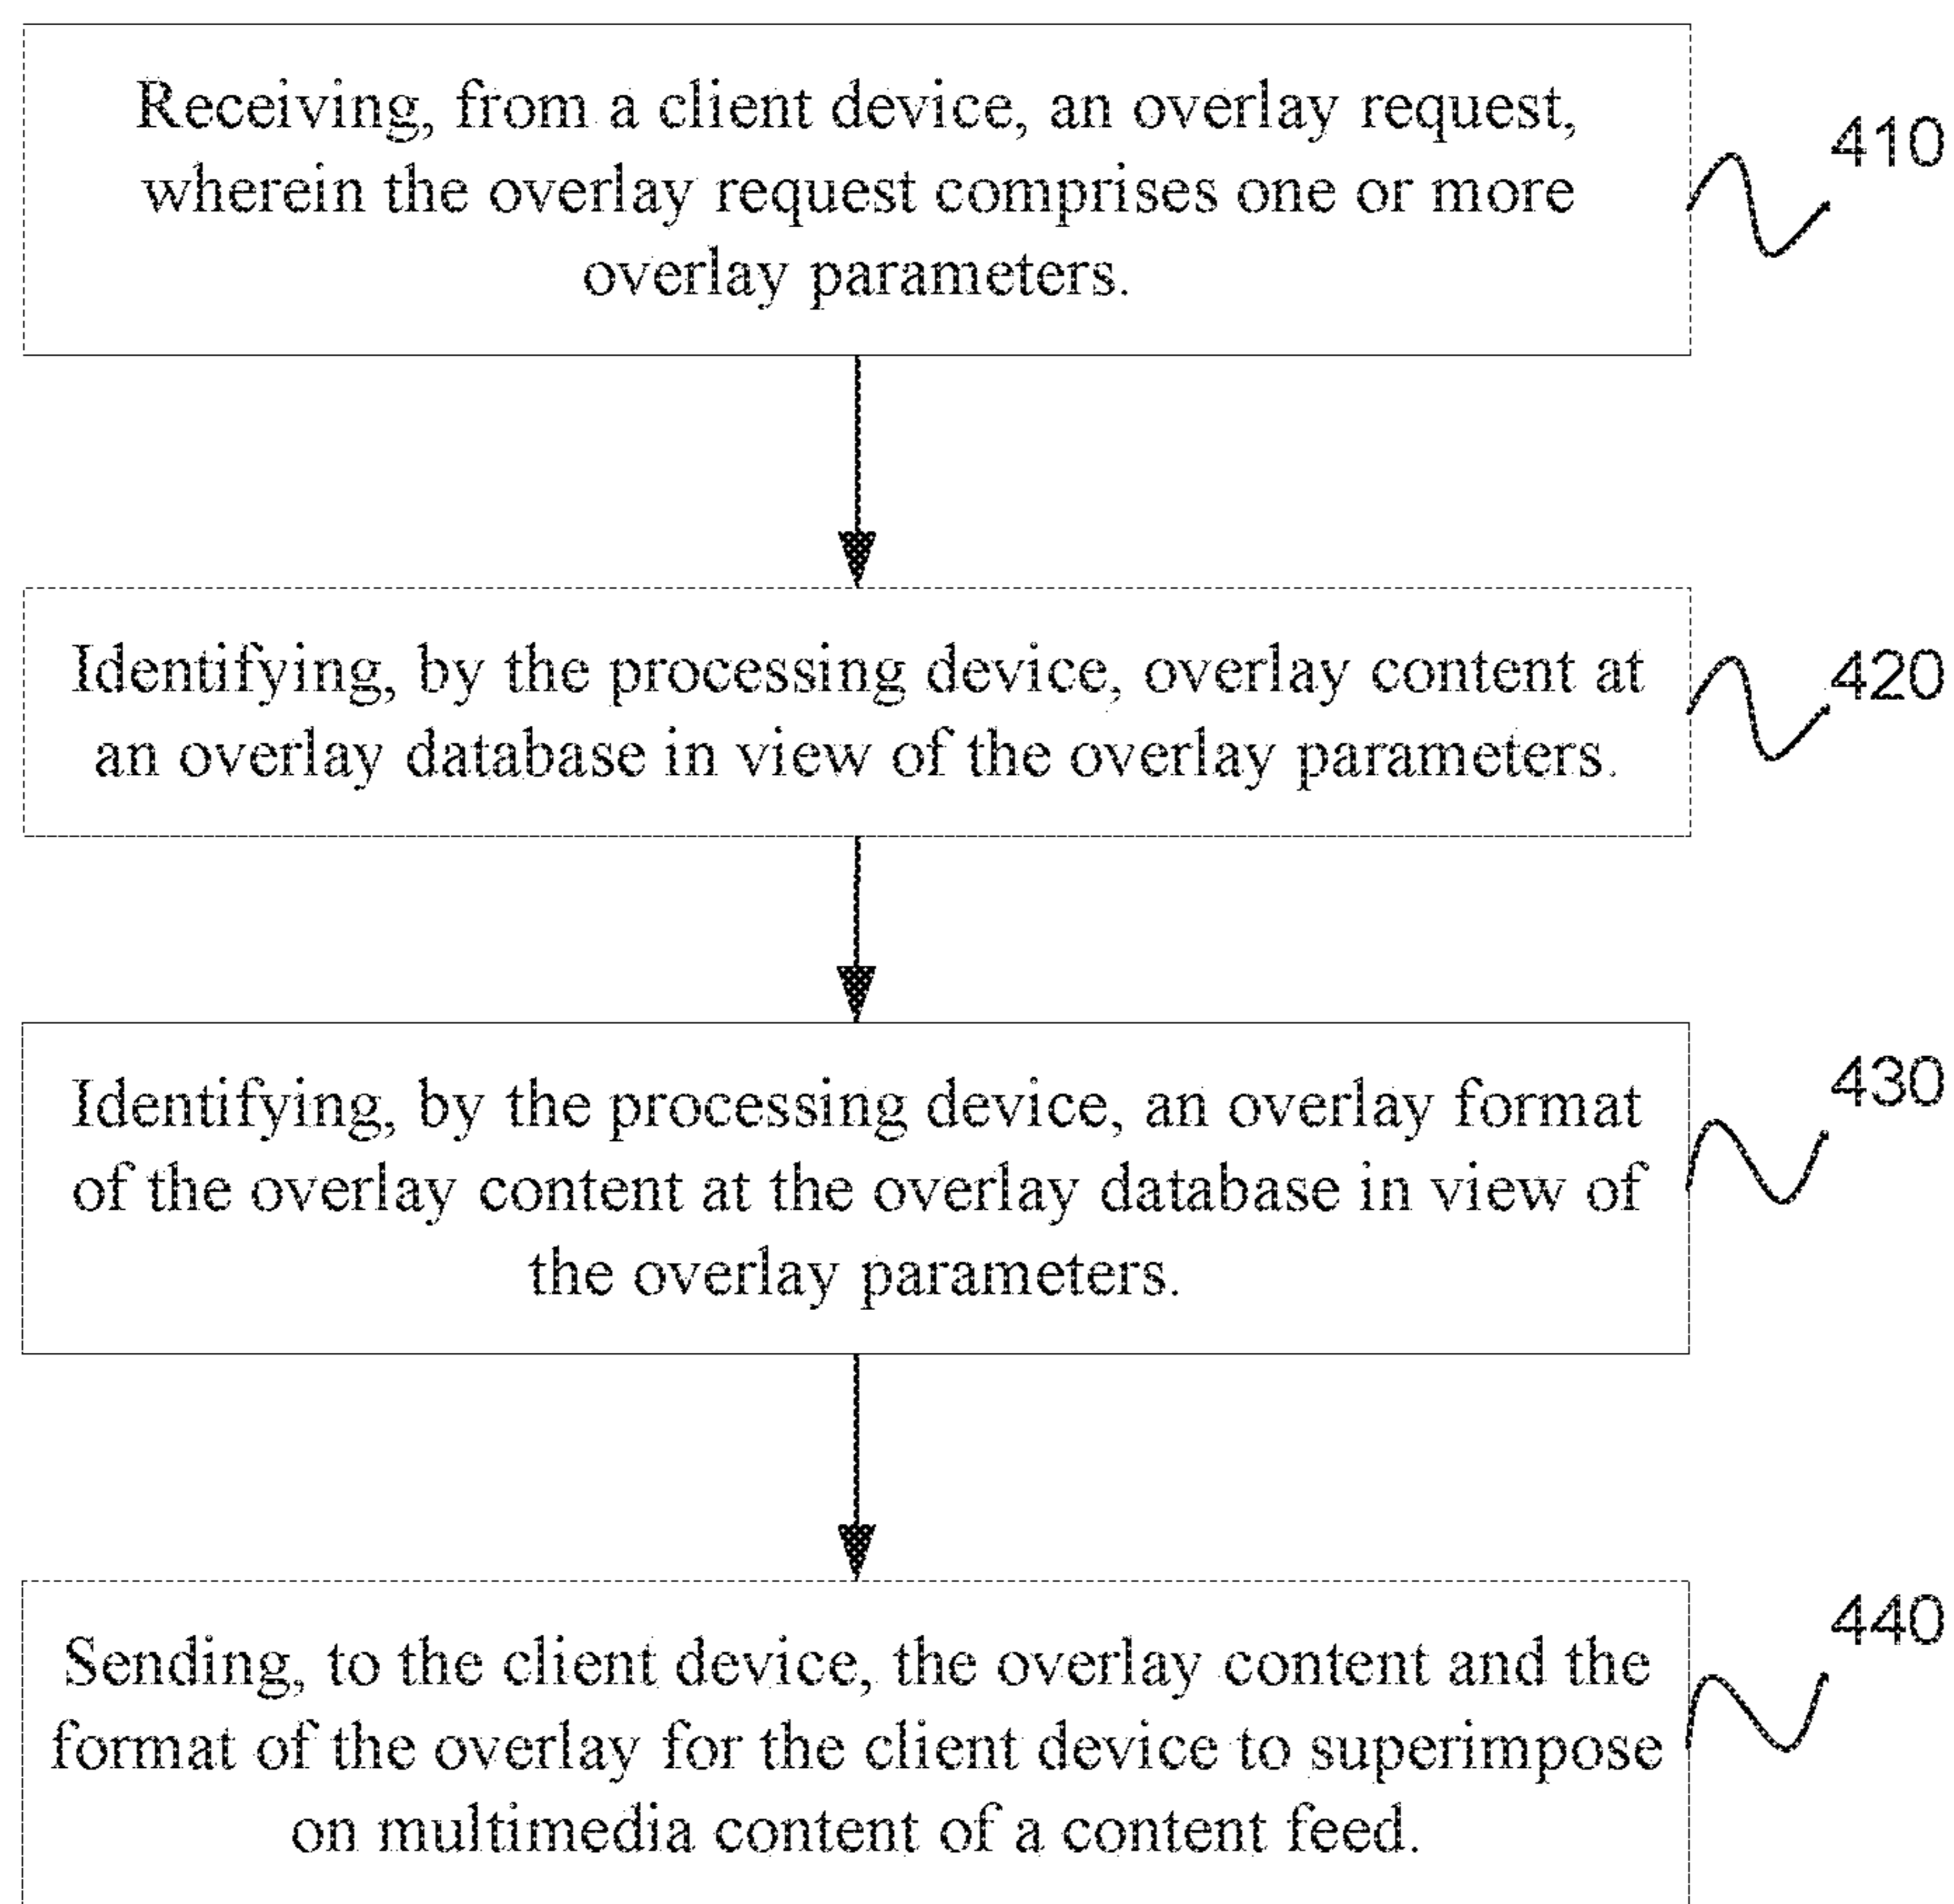 Receiving, from a client device, an overlay request,
wherein the overlay request comprises one or more
overlay parameters.
410
Identifying, by the processing device, overlay content at
an overlay database in view of the overlay parameters.
420
Identifying, by the processing device, an overlay format
of the overlay content at the overlay database in view of
the overlay parameters.
430
Sending, to the client device, the overlay content and the
format of the overlay for the client device to superimpose
on multimedia content of a content feed.
440